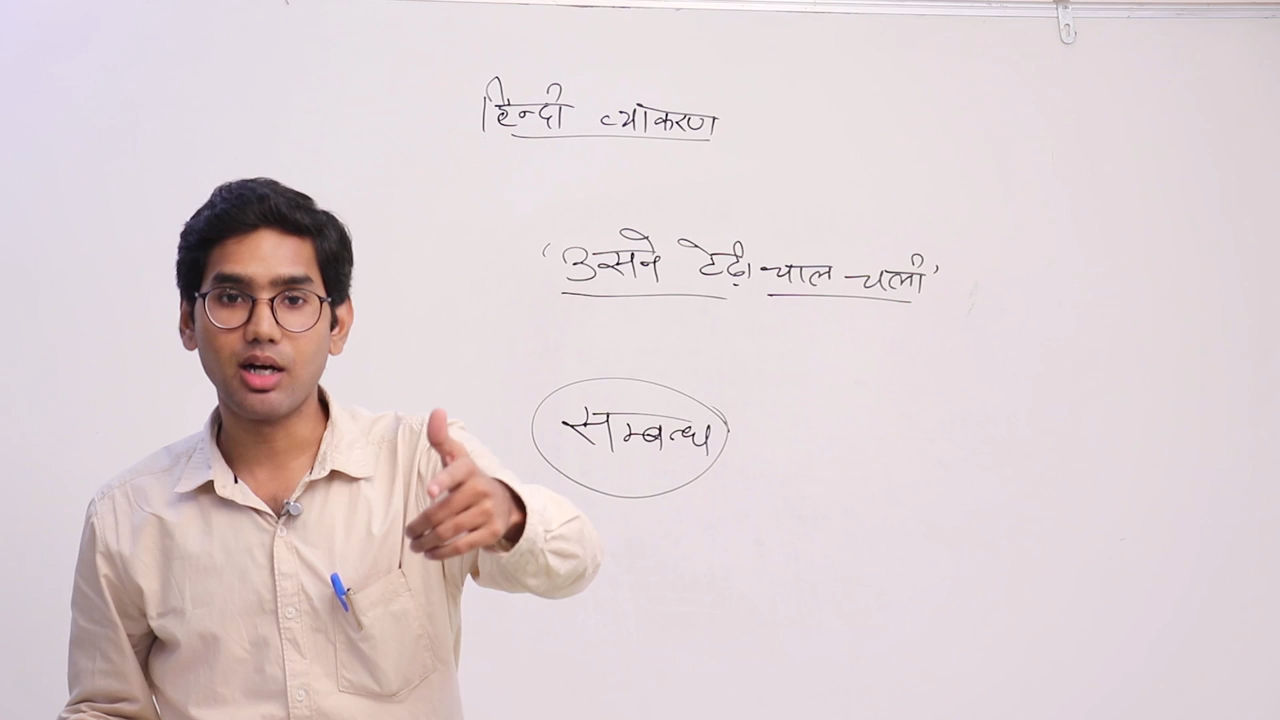 हिन्दी व्याकरण
'उसने टेढ़ी चाल चली'
सम्बन्ध